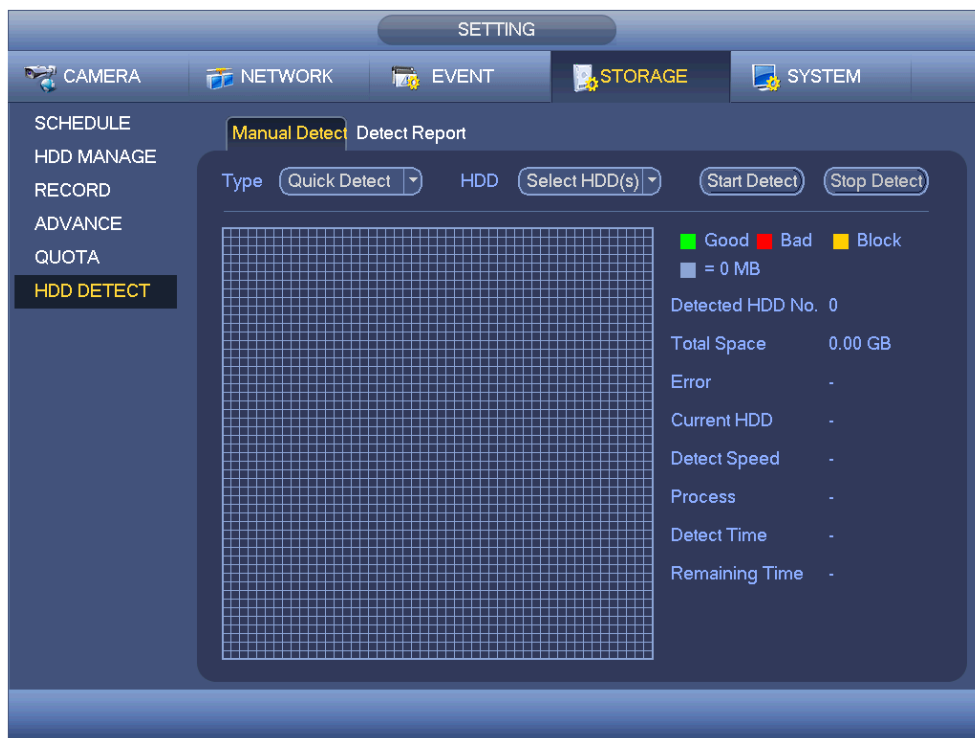 SETTING
CAMERA NETWORK EVENT STORAGE SYSTEM
SCHEDULE
HDD MANAGE
RECORD
ADVANCE
QUOTA
HDD DETECT
Manual Detect Detect Report
Type Quick Detect HDD Select HDD(s) Start Detect Stop Detect
Good Bad Block
= 0 MB
Detected HDD No. 0
Total Space 0.00 GB
Error -
Current HDD -
Detect Speed -
Process -
Detect Time -
Remaining Time -